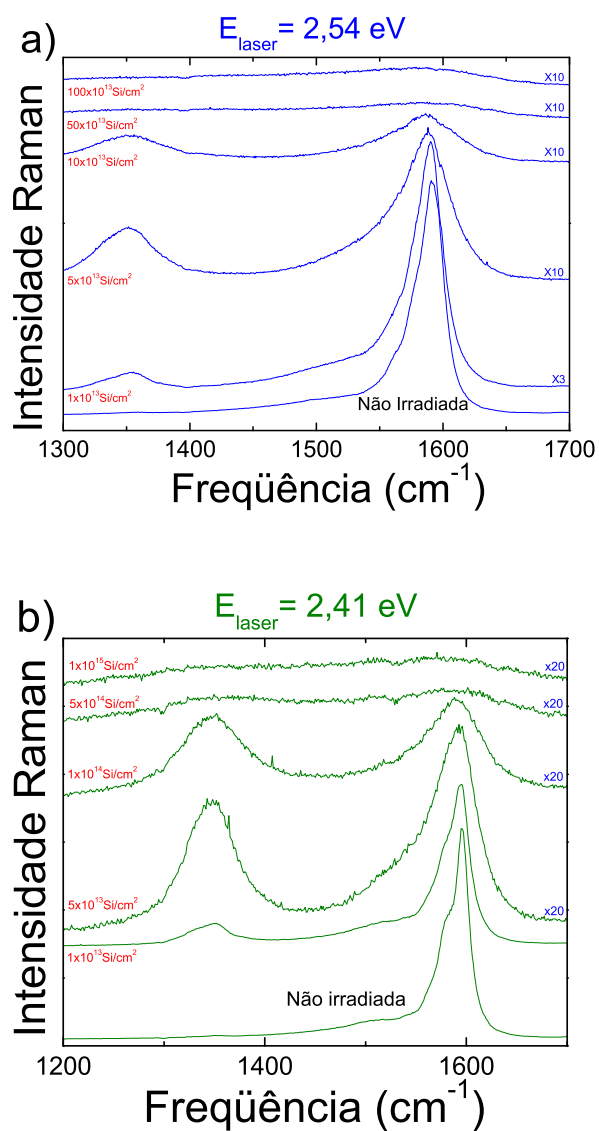 a)
E_laser = 2,54 eV
Intensidade Raman
100x10^13Si/cm^2
X10
50x10^13Si/cm^2
X10
10x10^13Si/cm^2
X10
5x10^13Si/cm^2
X10
1x10^13Si/cm^2
X3
Não Irradiada
1300 1400 1500 1600 1700
Freqüência (cm^-1)
b)
E_laser = 2,41 eV
Intensidade Raman
1x10^15Si/cm^2
x20
5x10^14Si/cm^2
x20
1x10^14Si/cm^2
x20
5x10^13Si/cm^2
x20
1x10^13Si/cm^2
Não irradiada
1200 1400 1600
Freqüência (cm^-1)